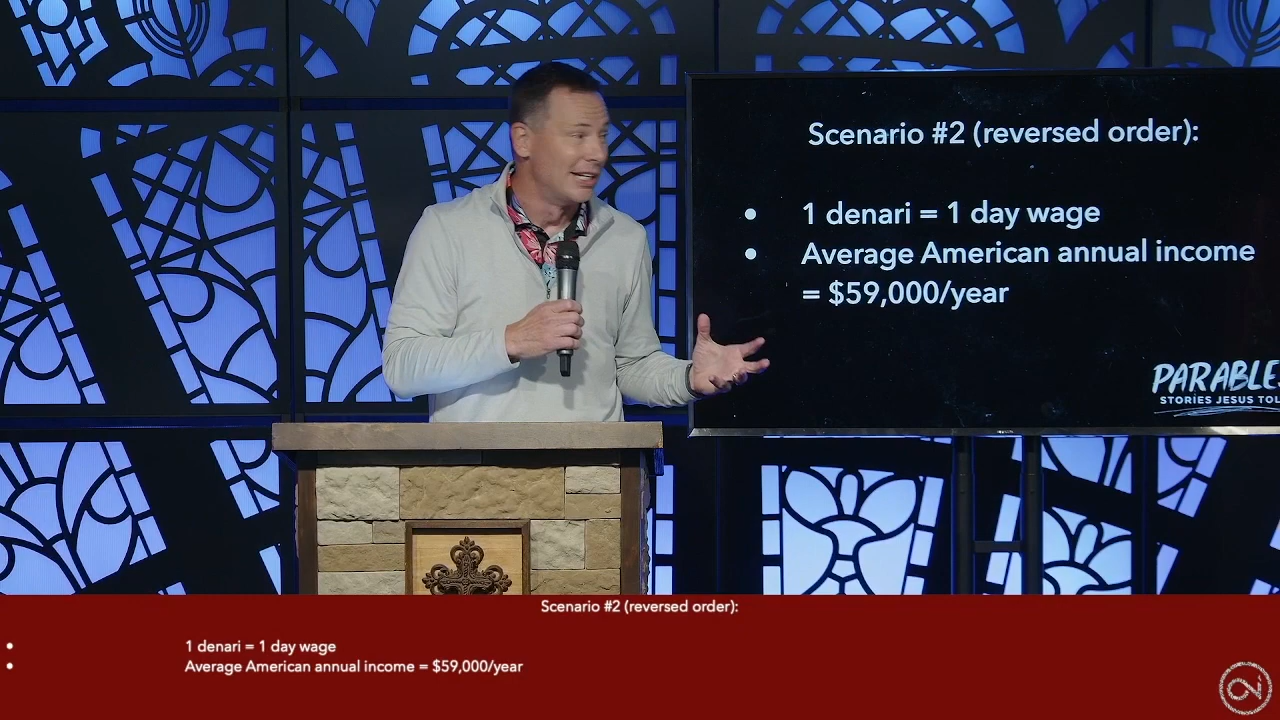 Scenario #2 (reversed order):
• 1 denari = 1 day wage
• Average American annual income
= $59,000/year
PARABLE
STORIES JESUS TOL
Scenario #2 (reversed order):
• 1 denari = 1 day wage
• Average American annual income = $59,000/year